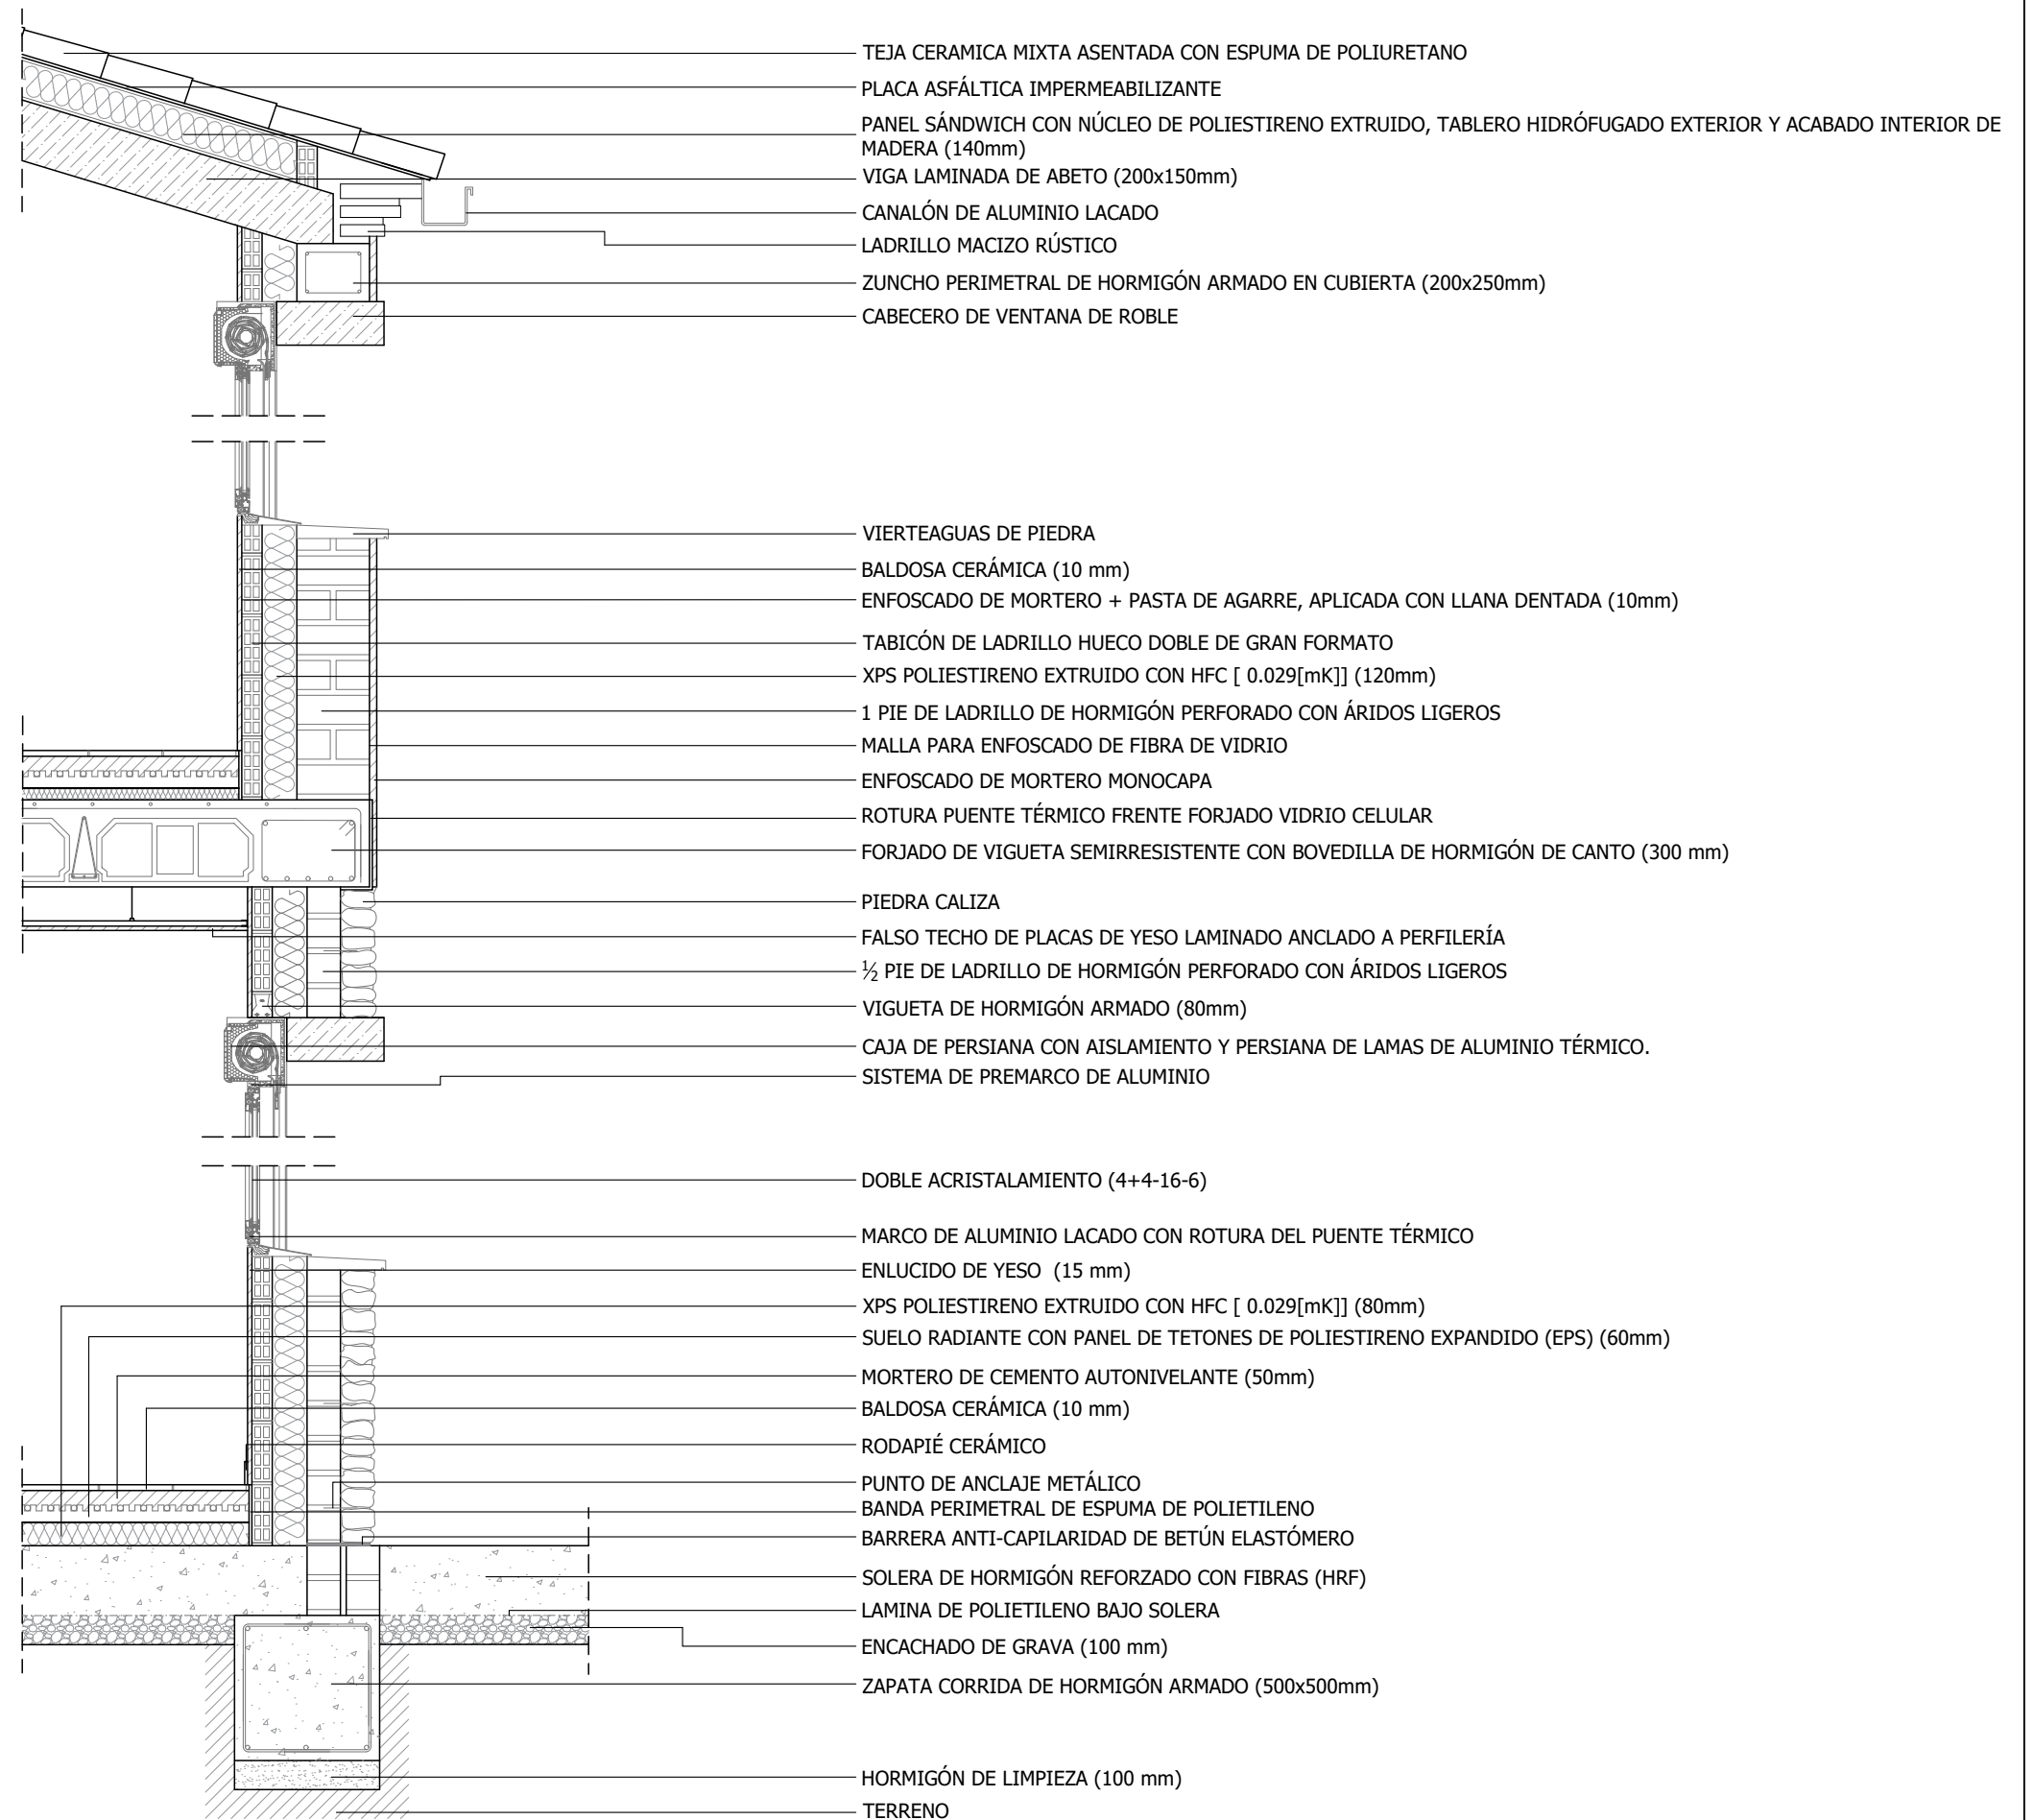 TEJA CERAMICA MIXTA ASENTADA CON ESPUMA DE POLIURETANO
PLACA ASFÁLTICA IMPERMEABILIZANTE
PANEL SÁNDWICH CON NÚCLEO DE POLIESTIRENO EXTRUIDO, TABLERO HIDRÓFUGADO EXTERIOR Y ACABADO INTERIOR DE
MADERA (140mm)
VIGA LAMINADA DE ABETO (200x150mm)
CANALÓN DE ALUMINIO LACADO
LADRILLO MACIZO RÚSTICO
ZUNCHO PERIMETRAL DE HORMIGÓN ARMADO EN CUBIERTA (200x250mm)
CABECERO DE VENTANA DE ROBLE
VIERTEAGUAS DE PIEDRA
BALDOSA CERÁMICA (10 mm)
ENFOSCADO DE MORTERO + PASTA DE AGARRE, APLICADA CON LLANA DENTADA (10mm)
TABICÓN DE LADRILLO HUECO DOBLE DE GRAN FORMATO
XPS POLIESTIRENO EXTRUIDO CON HFC [ 0.029[mK]] (120mm)
1 PIE DE LADRILLO DE HORMIGÓN PERFORADO CON ÁRIDOS LIGEROS
MALLA PARA ENFOSCADO DE FIBRA DE VIDRIO
ENFOSCADO DE MORTERO MONOCAPA
ROTURA PUENTE TÉRMICO FRENTE FORJADO VIDRIO CELULAR
FORJADO DE VIGUETA SEMIRRESISTENTE CON BOVEDILLA DE HORMIGÓN DE CANTO (300 mm)
PIEDRA CALIZA
FALSO TECHO DE PLACAS DE YESO LAMINADO ANCLADO A PERFILERÍA
½ PIE DE LADRILLO DE HORMIGÓN PERFORADO CON ÁRIDOS LIGEROS
VIGUETA DE HORMIGÓN ARMADO (80mm)
CAJA DE PERSIANA CON AISLAMIENTO Y PERSIANA DE LAMAS DE ALUMINIO TÉRMICO.
SISTEMA DE PREMARCO DE ALUMINIO
DOBLE ACRISTALAMIENTO (4+4-16-6)
MARCO DE ALUMINIO LACADO CON ROTURA DEL PUENTE TÉRMICO
ENLUCIDO DE YESO (15 mm)
XPS POLIESTIRENO EXTRUIDO CON HFC [ 0.029[mK]] (80mm)
SUELO RADIANTE CON PANEL DE TETONES DE POLIESTIRENO EXPANDIDO (EPS) (60mm)
MORTERO DE CEMENTO AUTONIVELANTE (50mm)
BALDOSA CERÁMICA (10 mm)
RODAPIÉ CERÁMICO
PUNTO DE ANCLAJE METÁLICO
BANDA PERIMETRAL DE ESPUMA DE POLIETILENO
BARRERA ANTI-CAPILARIDAD DE BETÚN ELASTÓMERO
SOLERA DE HORMIGÓN REFORZADO CON FIBRAS (HRF)
LAMINA DE POLIETILENO BAJO SOLERA
ENCACHADO DE GRAVA (100 mm)
ZAPATA CORRIDA DE HORMIGÓN ARMADO (500x500mm)
HORMIGÓN DE LIMPIEZA (100 mm)
TERRENO